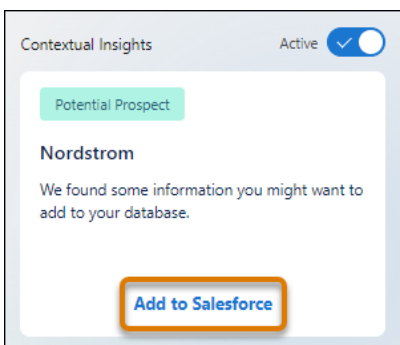 Contextual Insights Active
Potential Prospect
Nordstrom
We found some information you might want to
add to your database.
Add to Salesforce